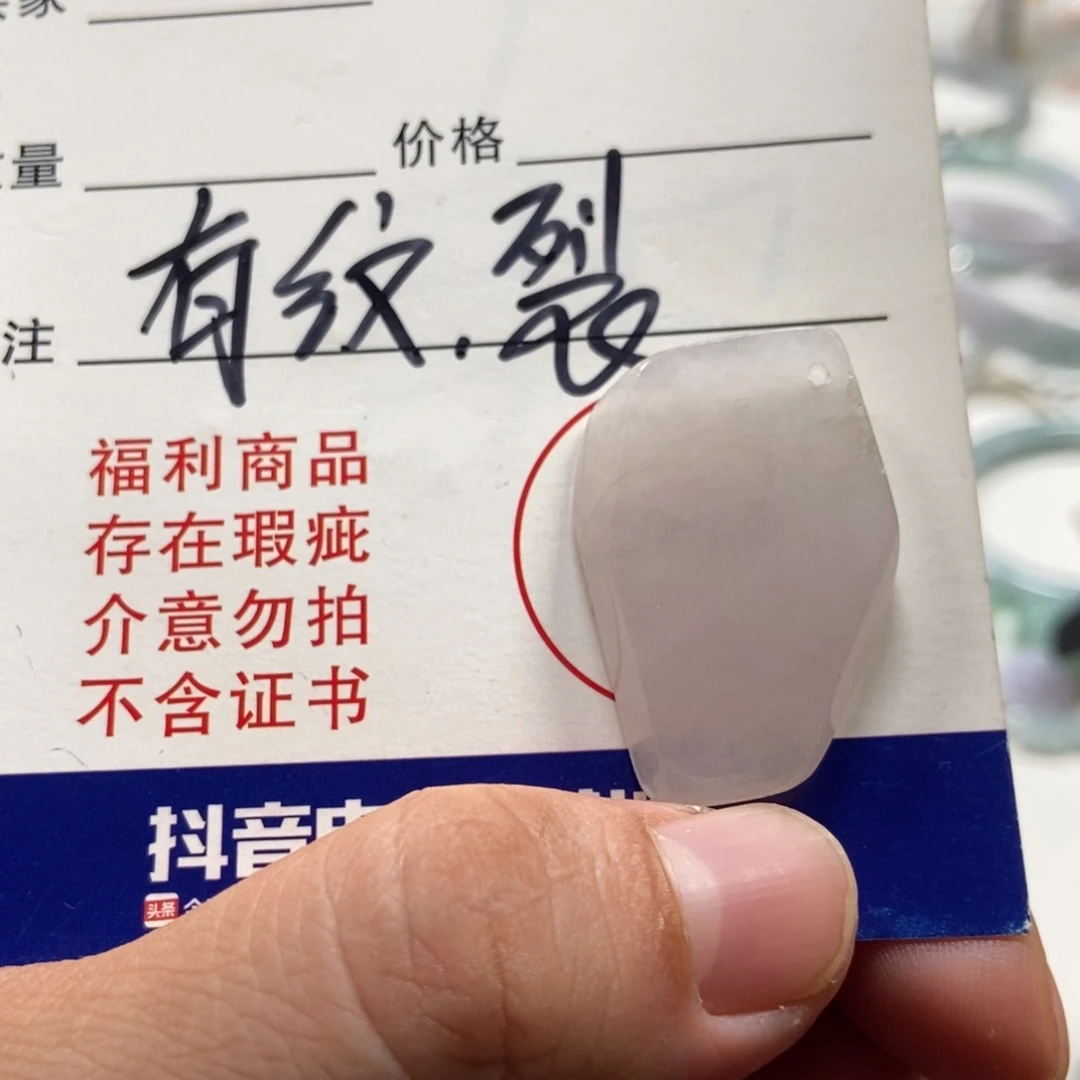 家
量 价格
注 有纹.裂
福利商品
存在瑕疵
介意勿拍
不含证书
抖音
头条